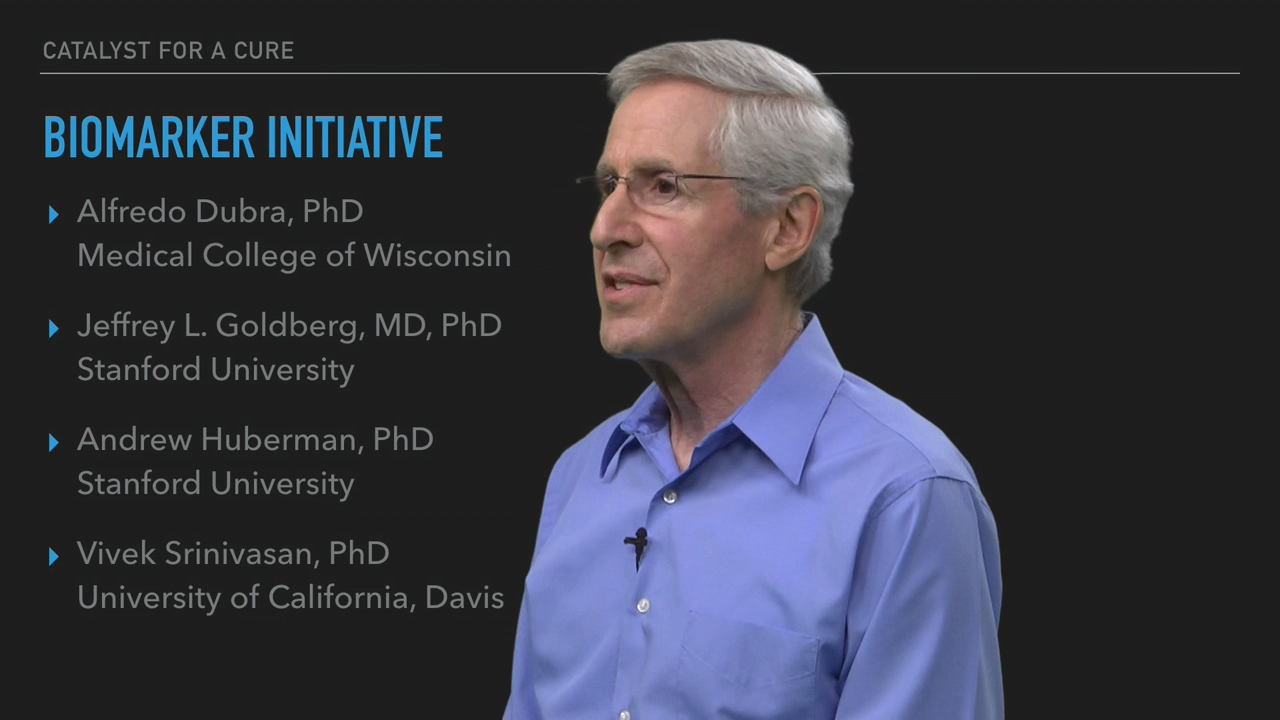 CATALYST FOR A CURE
BIOMARKER INITIATIVE
Alfredo Dubra, PhD
Medical College of Wisconsin
Jeffrey L. Goldberg, MD, PhD
Stanford University
Andrew Huberman, PhD
Stanford University
Vivek Srinivasan, PhD
University of California, Davis